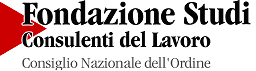 Fondazione Studi
Consulenti del Lavoro
Consiglio Nazionale dell'Ordine